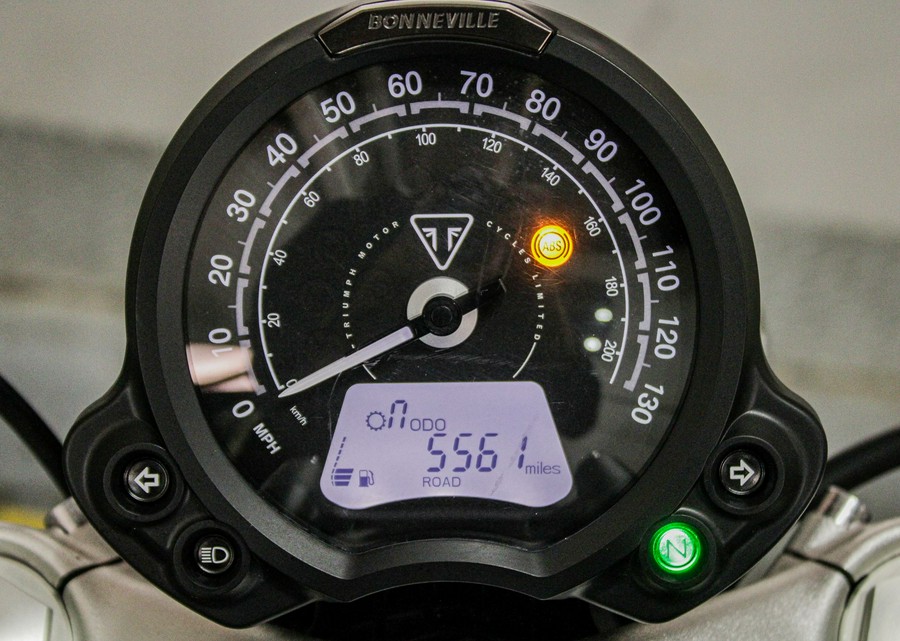 BONNEVILLE
0 10 20 30 40 50 60 70 80 90 100 110 120 130
MPH
0 20 40 60 80 100 120 140 160 180 200
km/h
TRIUMPH MOTOR CYCLES LIMITED
ABS
n ODO
5561 miles
ROAD
N